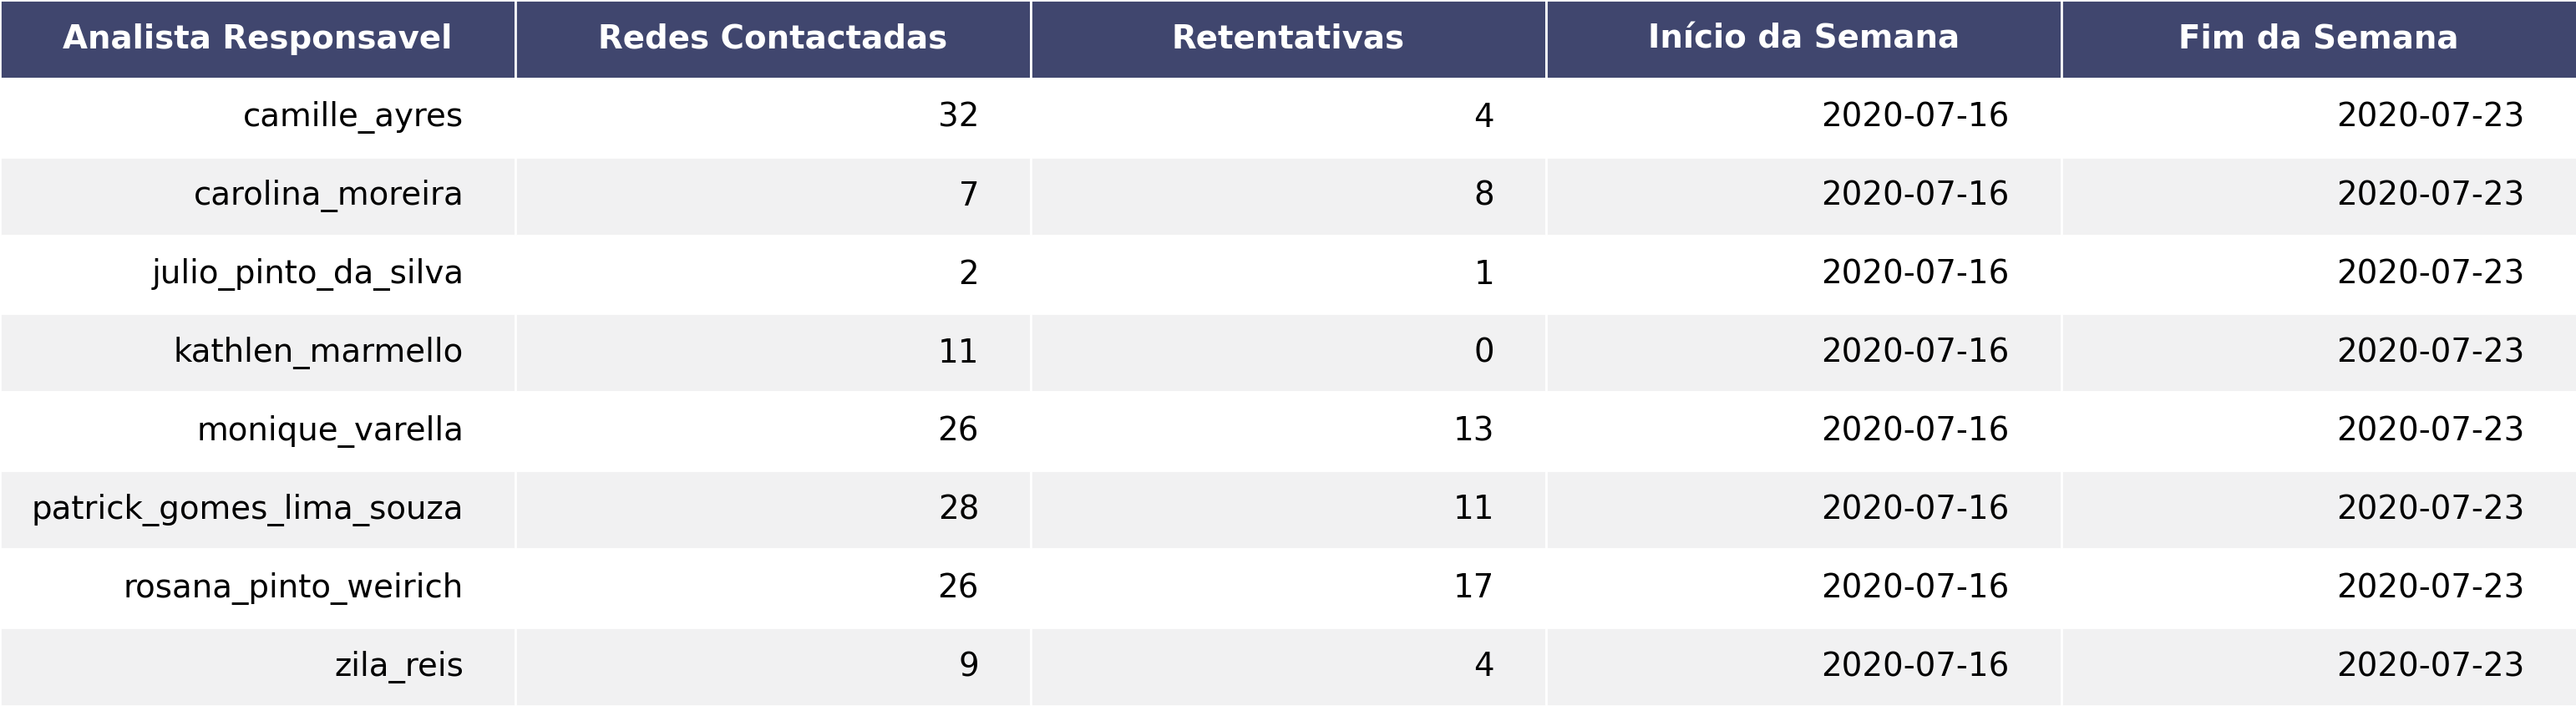 Analista Responsavel Redes Contactadas Retentativas Início da Semana Fim da Semana
camille_ayres 32 4 2020-07-16 2020-07-23
carolina_moreira 7 8 2020-07-16 2020-07-23
julio_pinto_da_silva 2 1 2020-07-16 2020-07-23
kathlen_marmello 11 0 2020-07-16 2020-07-23
monique_varella 26 13 2020-07-16 2020-07-23
patrick_gomes_lima_souza 28 11 2020-07-16 2020-07-23
rosana_pinto_weirich 26 17 2020-07-16 2020-07-23
zila_reis 9 4 2020-07-16 2020-07-23